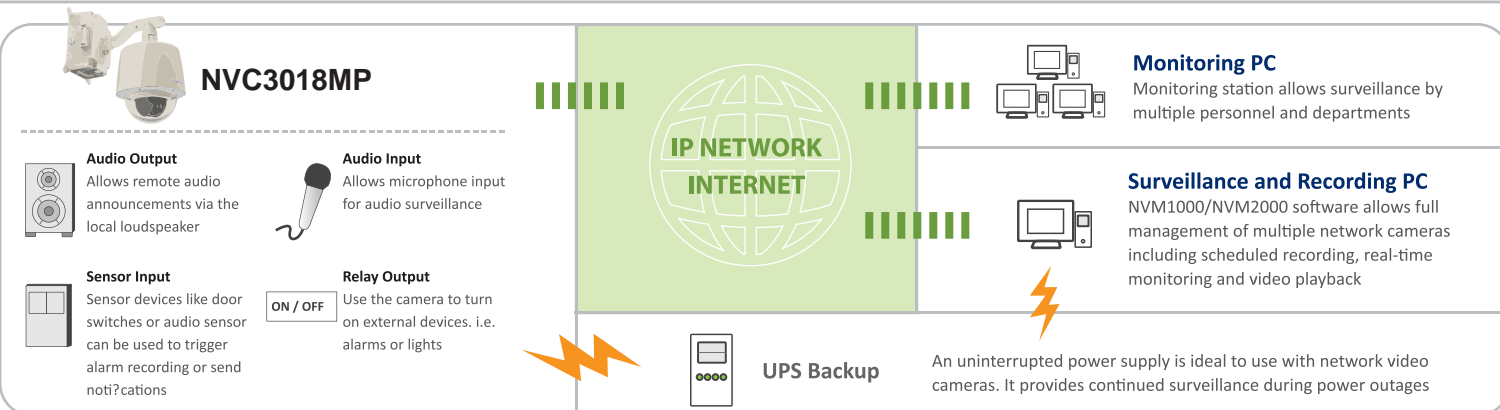 NVC3018MP
Audio Output
Allows remote audio
announcements via the
local loudspeaker
Audio Input
Allows microphone input
for audio surveillance
Sensor Input
Sensor devices like door
switches or audio sensor
can be used to trigger
alarm recording or send
noti?cations
ON / OFF
Relay Output
Use the camera to turn
on external devices. i.e.
alarms or lights
IP NETWORK
INTERNET
Monitoring PC
Monitoring station allows surveillance by
multiple personnel and departments
Surveillance and Recording PC
NVM1000/NVM2000 software allows full
management of multiple network cameras
including scheduled recording, real-time
monitoring and video playback
UPS Backup
An uninterrupted power supply is ideal to use with network video
cameras. It provides continued surveillance during power outages